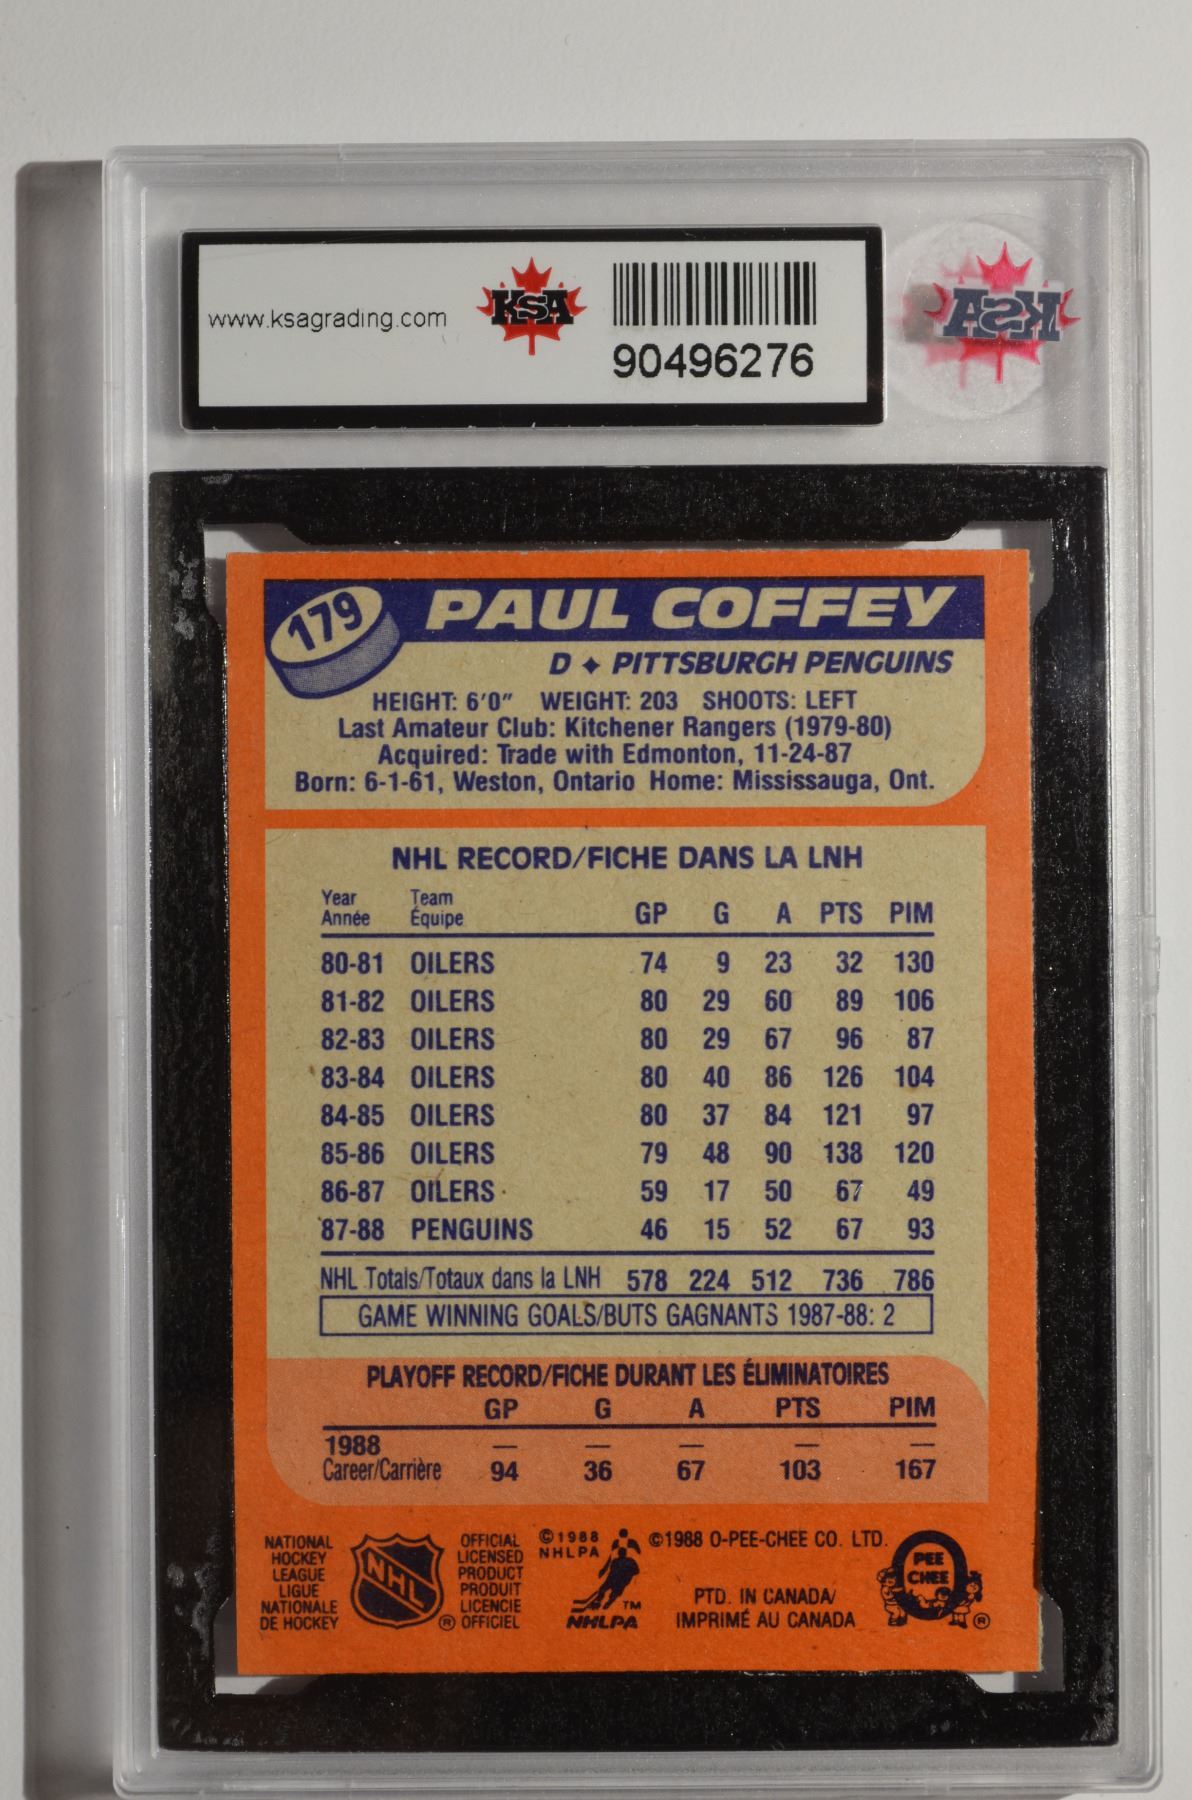 www.ksagrading.com
KSA
90496276
KSA
179
PAUL COFFEY
D ✦ PITTSBURGH PENGUINS
HEIGHT: 6'0" WEIGHT: 203 SHOOTS: LEFT
Last Amateur Club: Kitchener Rangers (1979-80)
Acquired: Trade with Edmonton, 11-24-87
Born: 6-1-61, Weston, Ontario Home: Mississauga, Ont.
NHL RECORD/FICHE DANS LA LNH
Year Team
Année Équipe GP G A PTS PIM
80-81 OILERS 74 9 23 32 130
81-82 OILERS 80 29 60 89 106
82-83 OILERS 80 29 67 96 87
83-84 OILERS 80 40 86 126 104
84-85 OILERS 80 37 84 121 97
85-86 OILERS 79 48 90 138 120
86-87 OILERS 59 17 50 67 49
87-88 PENGUINS 46 15 52 67 93
NHL Totals/Totaux dans la LNH 578 224 512 736 786
GAME WINNING GOALS/BUTS GAGNANTS 1987-88: 2
PLAYOFF RECORD/FICHE DURANT LES ÉLIMINATOIRES
GP G A PTS PIM
1988 — — — — —
Career/Carrière 94 36 67 103 167
NATIONAL
HOCKEY
LEAGUE
LIGUE
NATIONALE
DE HOCKEY
NHL
®
OFFICIAL
LICENSED
PRODUCT
PRODUIT
LICENCIE
OFFICIEL
©1988
NHLPA
TM
NHLPA
©1988 O-PEE-CHEE CO. LTD.
PTD. IN CANADA/
IMPRIMÉ AU CANADA
PEE
CHEE
®